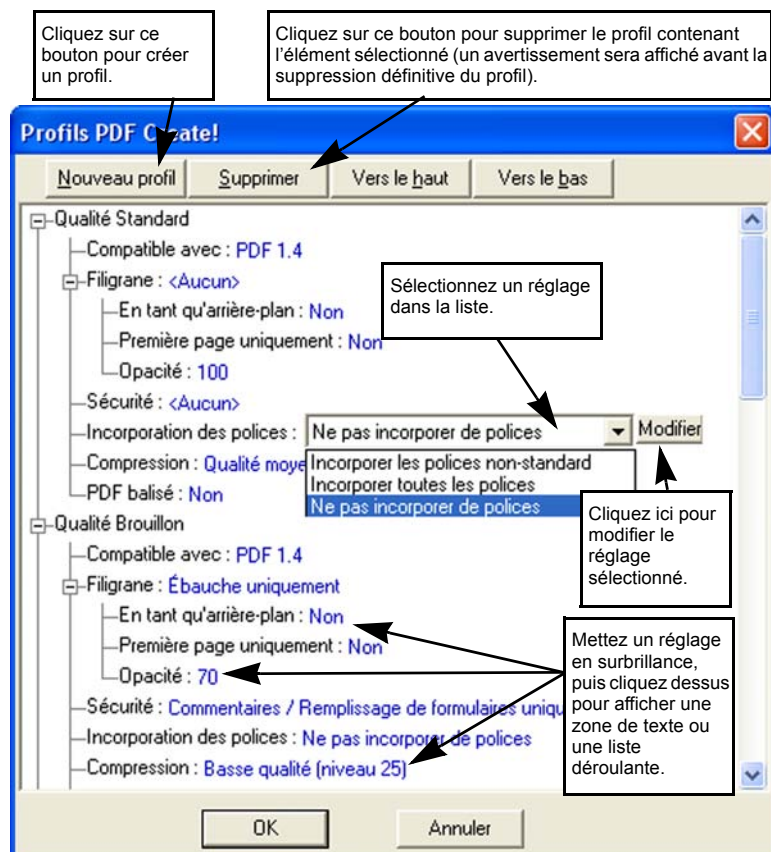 Cliquez sur ce
bouton pour créer
un profil.
Cliquez sur ce bouton pour supprimer le profil contenant
l'élément sélectionné (un avertissement sera affiché avant la
suppression définitive du profil).
Profils PDF Create!
Nouveau profil
Supprimer
Vers le haut
Vers le bas
Qualité Standard
Compatible avec : PDF 1.4
Filigrane : <Aucun>
En tant qu'arrière-plan : Non
Première page uniquement : Non
Opacité : 100
Sélectionnez un réglage
dans la liste.
Sécurité : <Aucun>
Incorporation des polices : Ne pas incorporer de polices Modifier
Compression : Qualité moye
Incorporer les polices non-standard
Incorporer toutes les polices
Ne pas incorporer de polices
PDF balisé : Non
Cliquez ici pour
modifier le
réglage
sélectionné.
Qualité Brouillon
Compatible avec : PDF 1.4
Filigrane : Ébauche uniquement
En tant qu'arrière-plan : Non
Première page uniquement : Non
Opacité : 70
Mettez un réglage
en surbrillance,
puis cliquez dessus
pour afficher une
zone de texte ou
une liste
déroulante.
Sécurité : Commentaires / Remplissage de formulaires uniqu
Incorporation des polices : Ne pas incorporer de polices
Compression : Basse qualité (niveau 25)
OK
Annuler